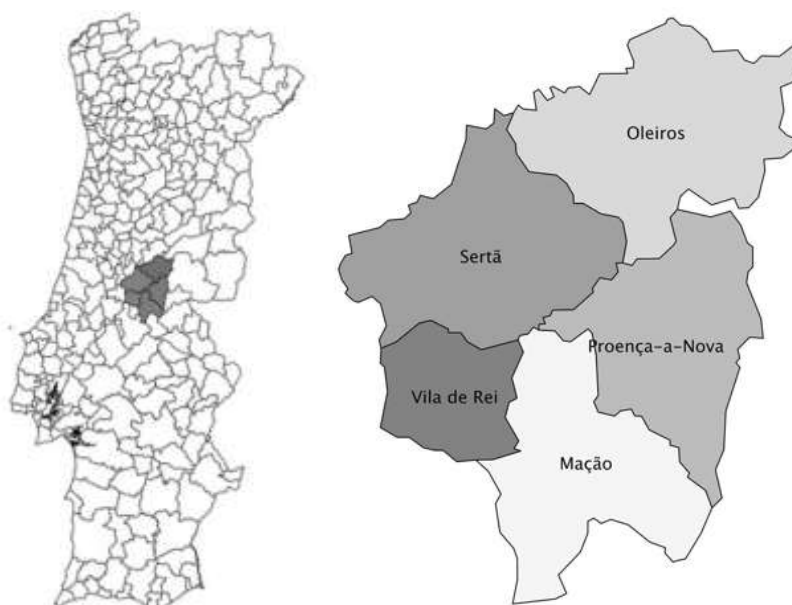 Oleiros
Sertã
Proença-a-Nova
Vila de Rei
Mação